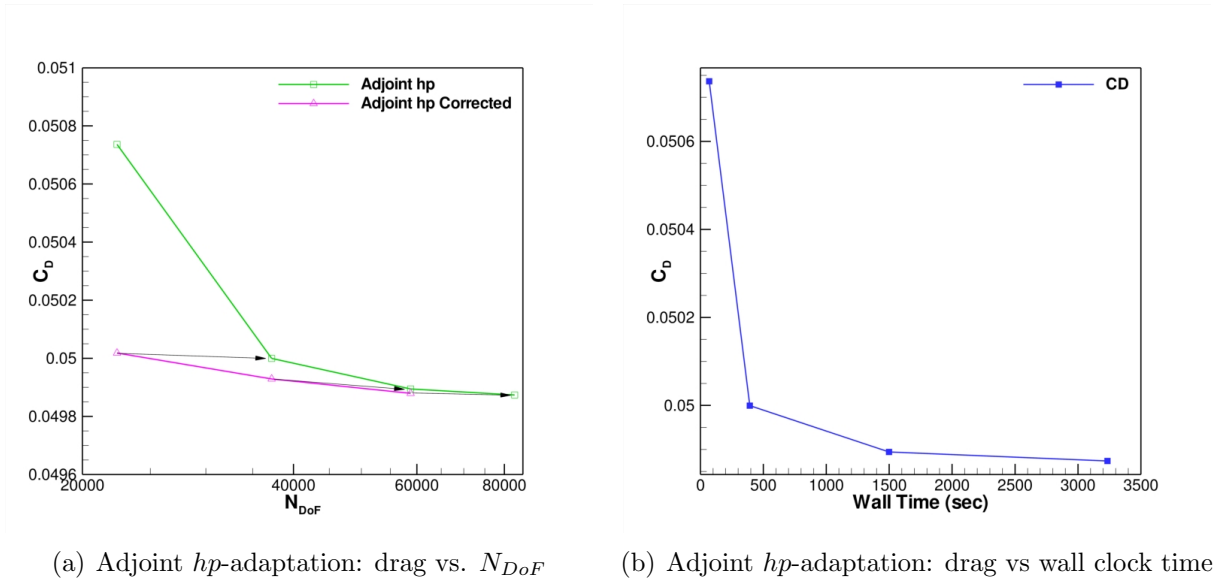 0.051
Adjoint hp
Adjoint hp Corrected
0.0508
0.0506
0.0504
0.0502
0.05
0.0498
0.0496
C_D
20000 40000 60000 80000
N_DoF
CD
0.0506
0.0504
0.0502
0.05
C_D
0 500 1000 1500 2000 2500 3000 3500
Wall Time (sec)
(a) Adjoint hp-adaptation: drag vs. N_{DoF}
(b) Adjoint hp-adaptation: drag vs wall clock time